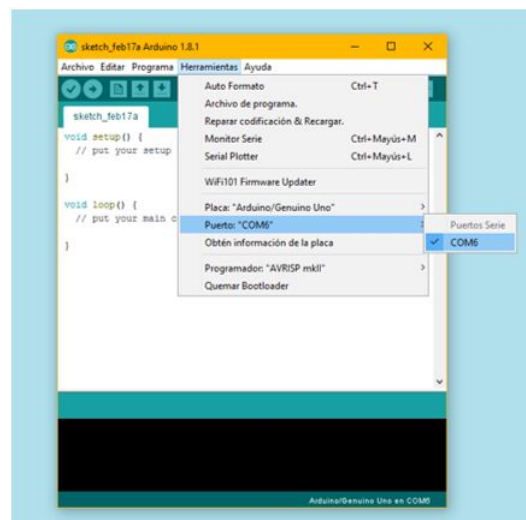 sketch_feb17a Arduino 1.8.1
Archivo Editar Programa Herramientas Ayuda
sketch_feb17a
void setup() {
// put your setup
}
void loop() {
// put your main c
}
Auto Formato Ctrl+T
Archivo de programa.
Reparar codificación & Recargar.
Monitor Serie Ctrl+Mayús+M
Serial Plotter Ctrl+Mayús+L
WiFi101 Firmware Updater
Placa: "Arduino/Genuino Uno"
Puerto: "COM6"
Obtén información de la placa
Programador: "AVRISP mkII"
Quemar Bootloader
Puertos Serie
COM6
Arduino/Genuino Uno en COM6